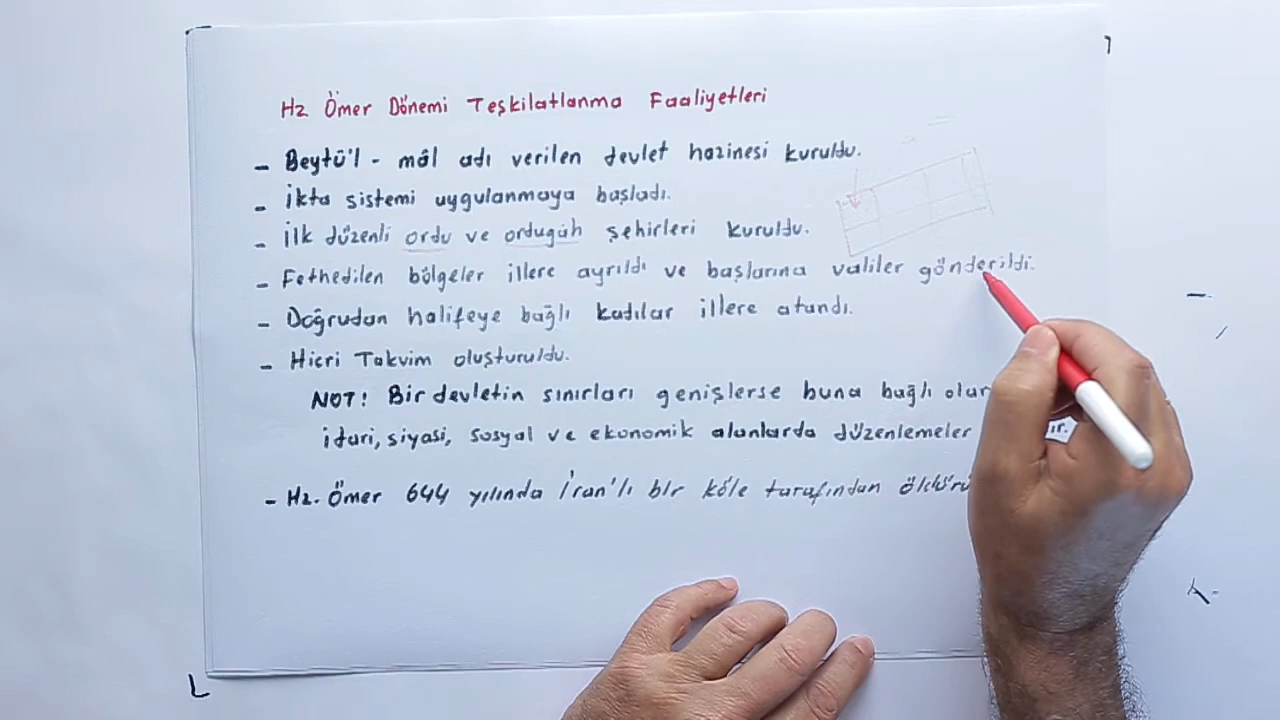 Hz Ömer Dönemi Teşkilatlanma Faaliyetleri
- Beytü'l - mâl adı verilen devlet hazinesi kuruldu.
- İkta sistemi uygulanmaya başladı.
- İlk düzenli ordu ve ordugâh şehirleri kuruldu.
- Fethedilen bölgeler illere ayrıldı ve başlarına valiler gönderildi.
- Doğrudan halifeye bağlı kadılar illere atandı.
- Hicri Takvim oluşturuldu.
NOT: Bir devletin sınırları genişlerse buna bağlı olar
idari, siyasi, sosyal ve ekonomik alanlarda düzenlemeler
- Hz. Ömer 644 yılında İran'lı bir köle tarafından